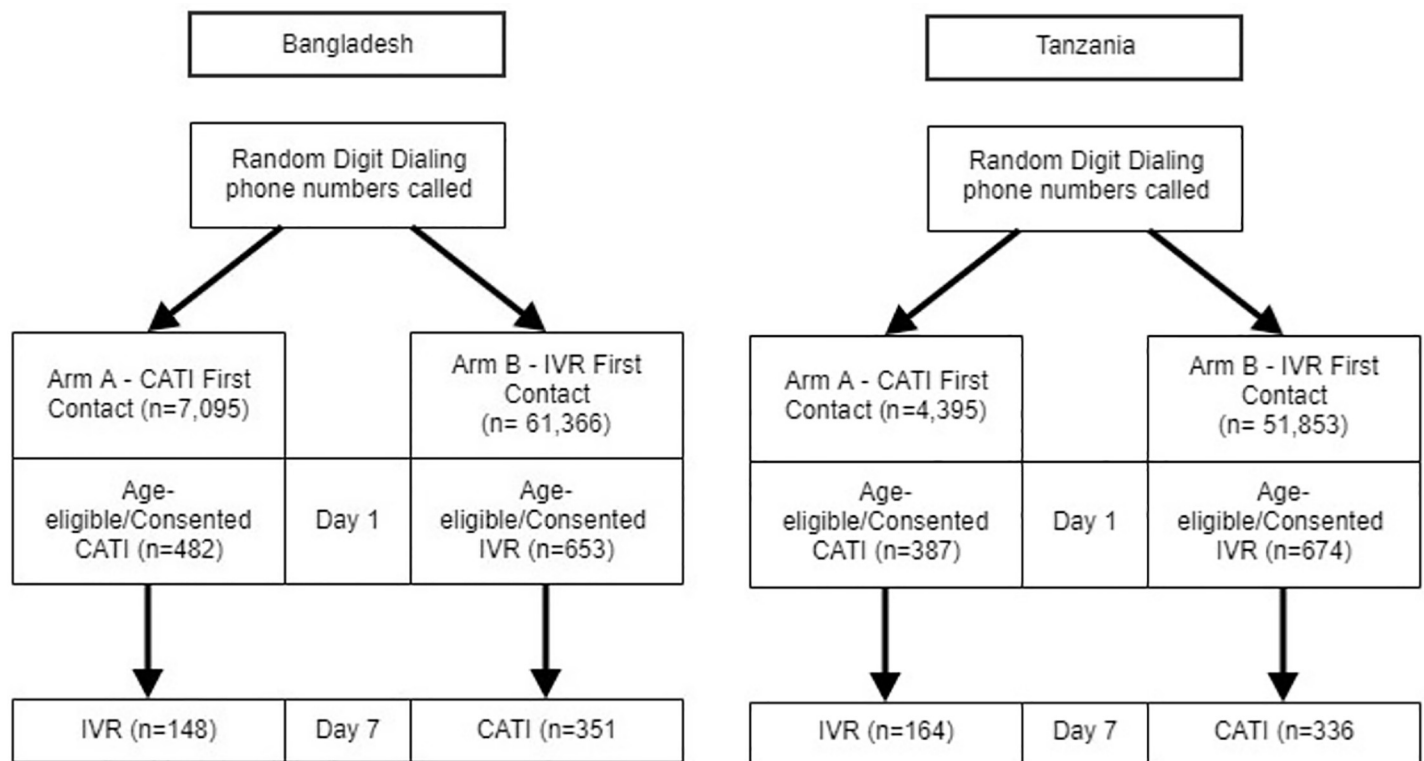 Bangladesh
Random Digit Dialing
phone numbers called
Arm A - CATI First
Contact (n=7,095)
Arm B - IVR First
Contact
(n= 61,366)
Age-
eligible/Consented
CATI (n=482)
Day 1
Age-
eligible/Consented
IVR (n=653)
IVR (n=148)
Day 7
CATI (n=351
Tanzania
Random Digit Dialing
phone numbers called
Arm A - CATI First
Contact (n=4,395)
Arm B - IVR First
Contact
(n= 51,853)
Age-
eligible/Consented
CATI (n=387)
Day 1
Age-
eligible/Consented
IVR (n=674)
IVR (n=164)
Day 7
CATI (n=336